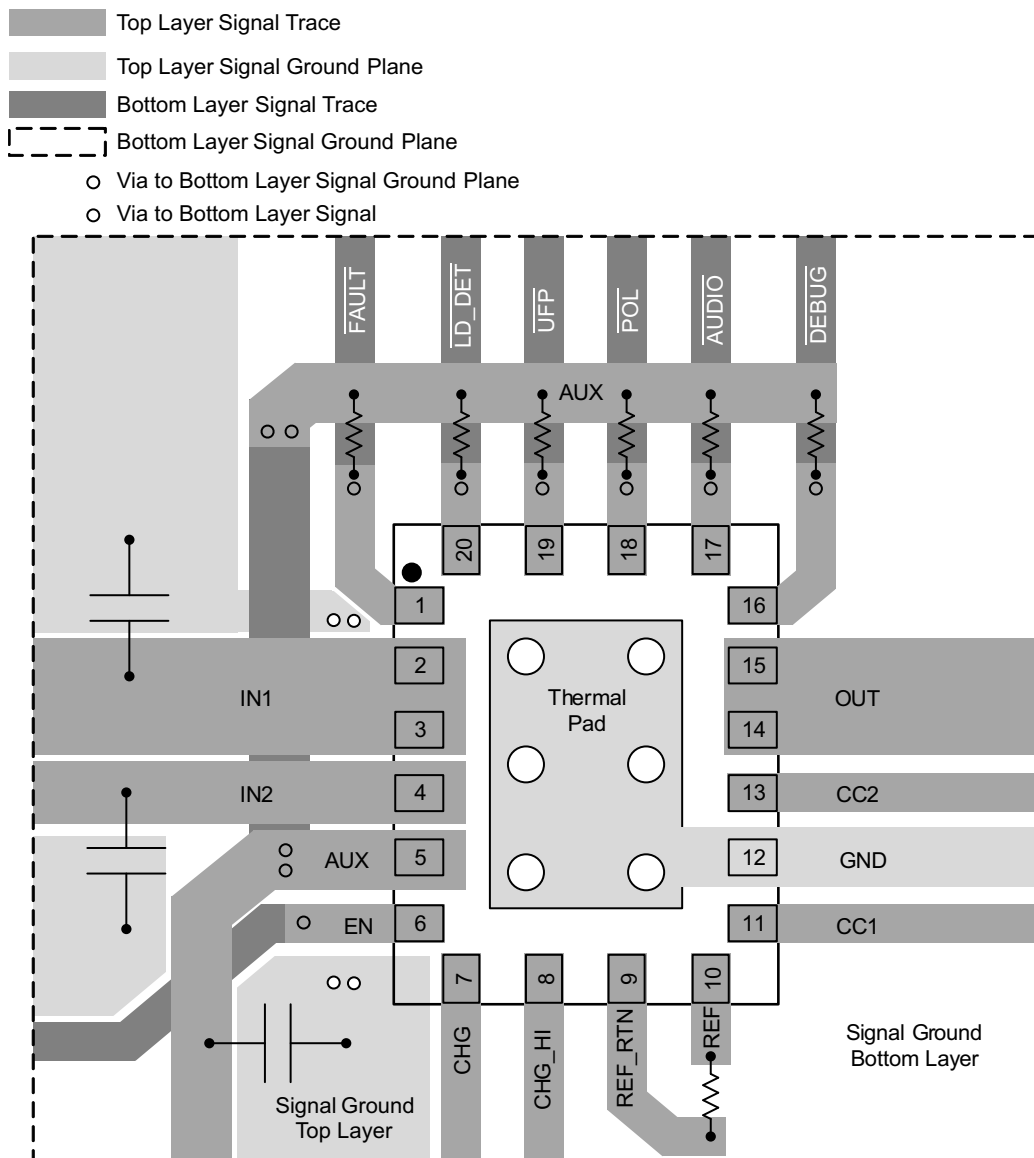 Top Layer Signal Trace
Top Layer Signal Ground Plane
Bottom Layer Signal Trace
Bottom Layer Signal Ground Plane
Via to Bottom Layer Signal Ground Plane
Via to Bottom Layer Signal
FAULT
LD_DET
UFP
POL
AUDIO
DEBUG
AUX
20
19
18
17
1
16
2
15
IN1
Thermal
Pad
OUT
3
14
IN2
4
13
CC2
AUX
5
12
GND
EN
6
11
CC1
7
8
9
10
CHG
CHG_HI
REF_RTN
REF
Signal Ground
Bottom Layer
Signal Ground
Top Layer